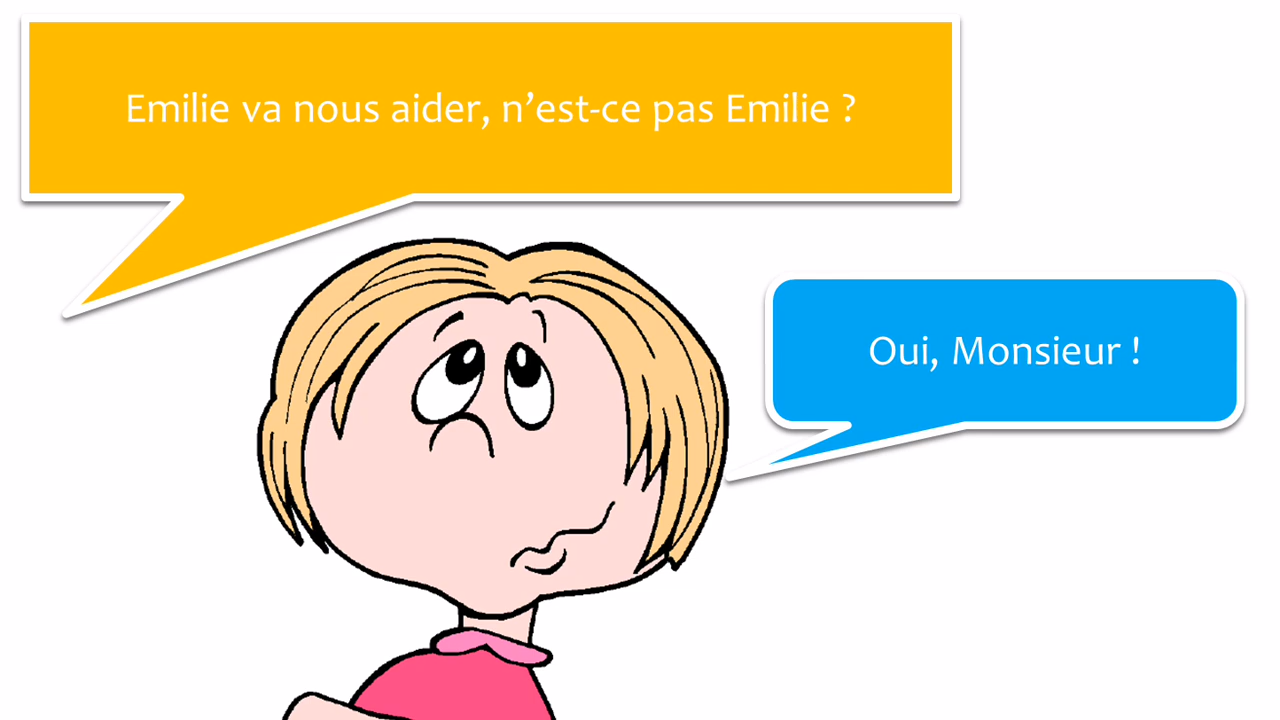 Emilie va nous aider, n’est-ce pas Emilie ?
Oui, Monsieur !